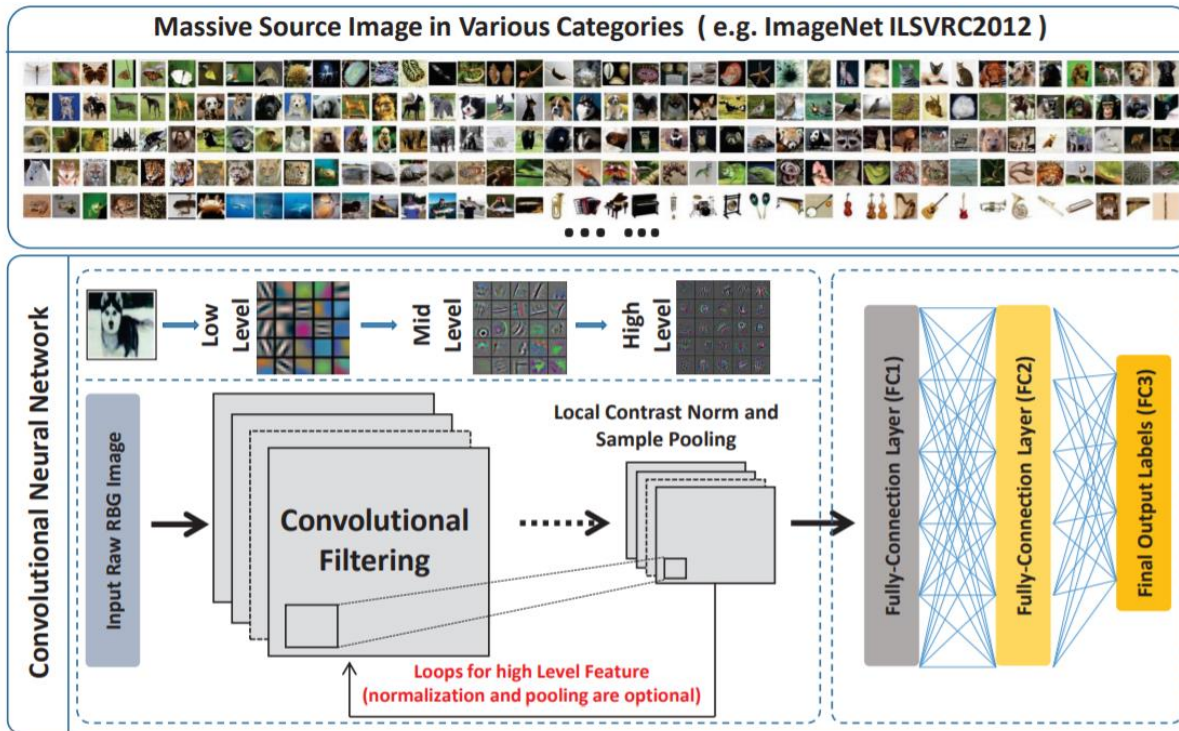 Massive Source Image in Various Categories ( e.g. ImageNet ILSVRC2012 )
... ...
Convolutional Neural Network
Low
Level
Mid
Level
High
Level
Input Raw RBG Image
Convolutional
Filtering
Local Contrast Norm and
Sample Pooling
Loops for high Level Feature
(normalization and pooling are optional)
Fully-Connection Layer (FC1)
Fully-Connection Layer (FC2)
Final Output Labels (FC3)